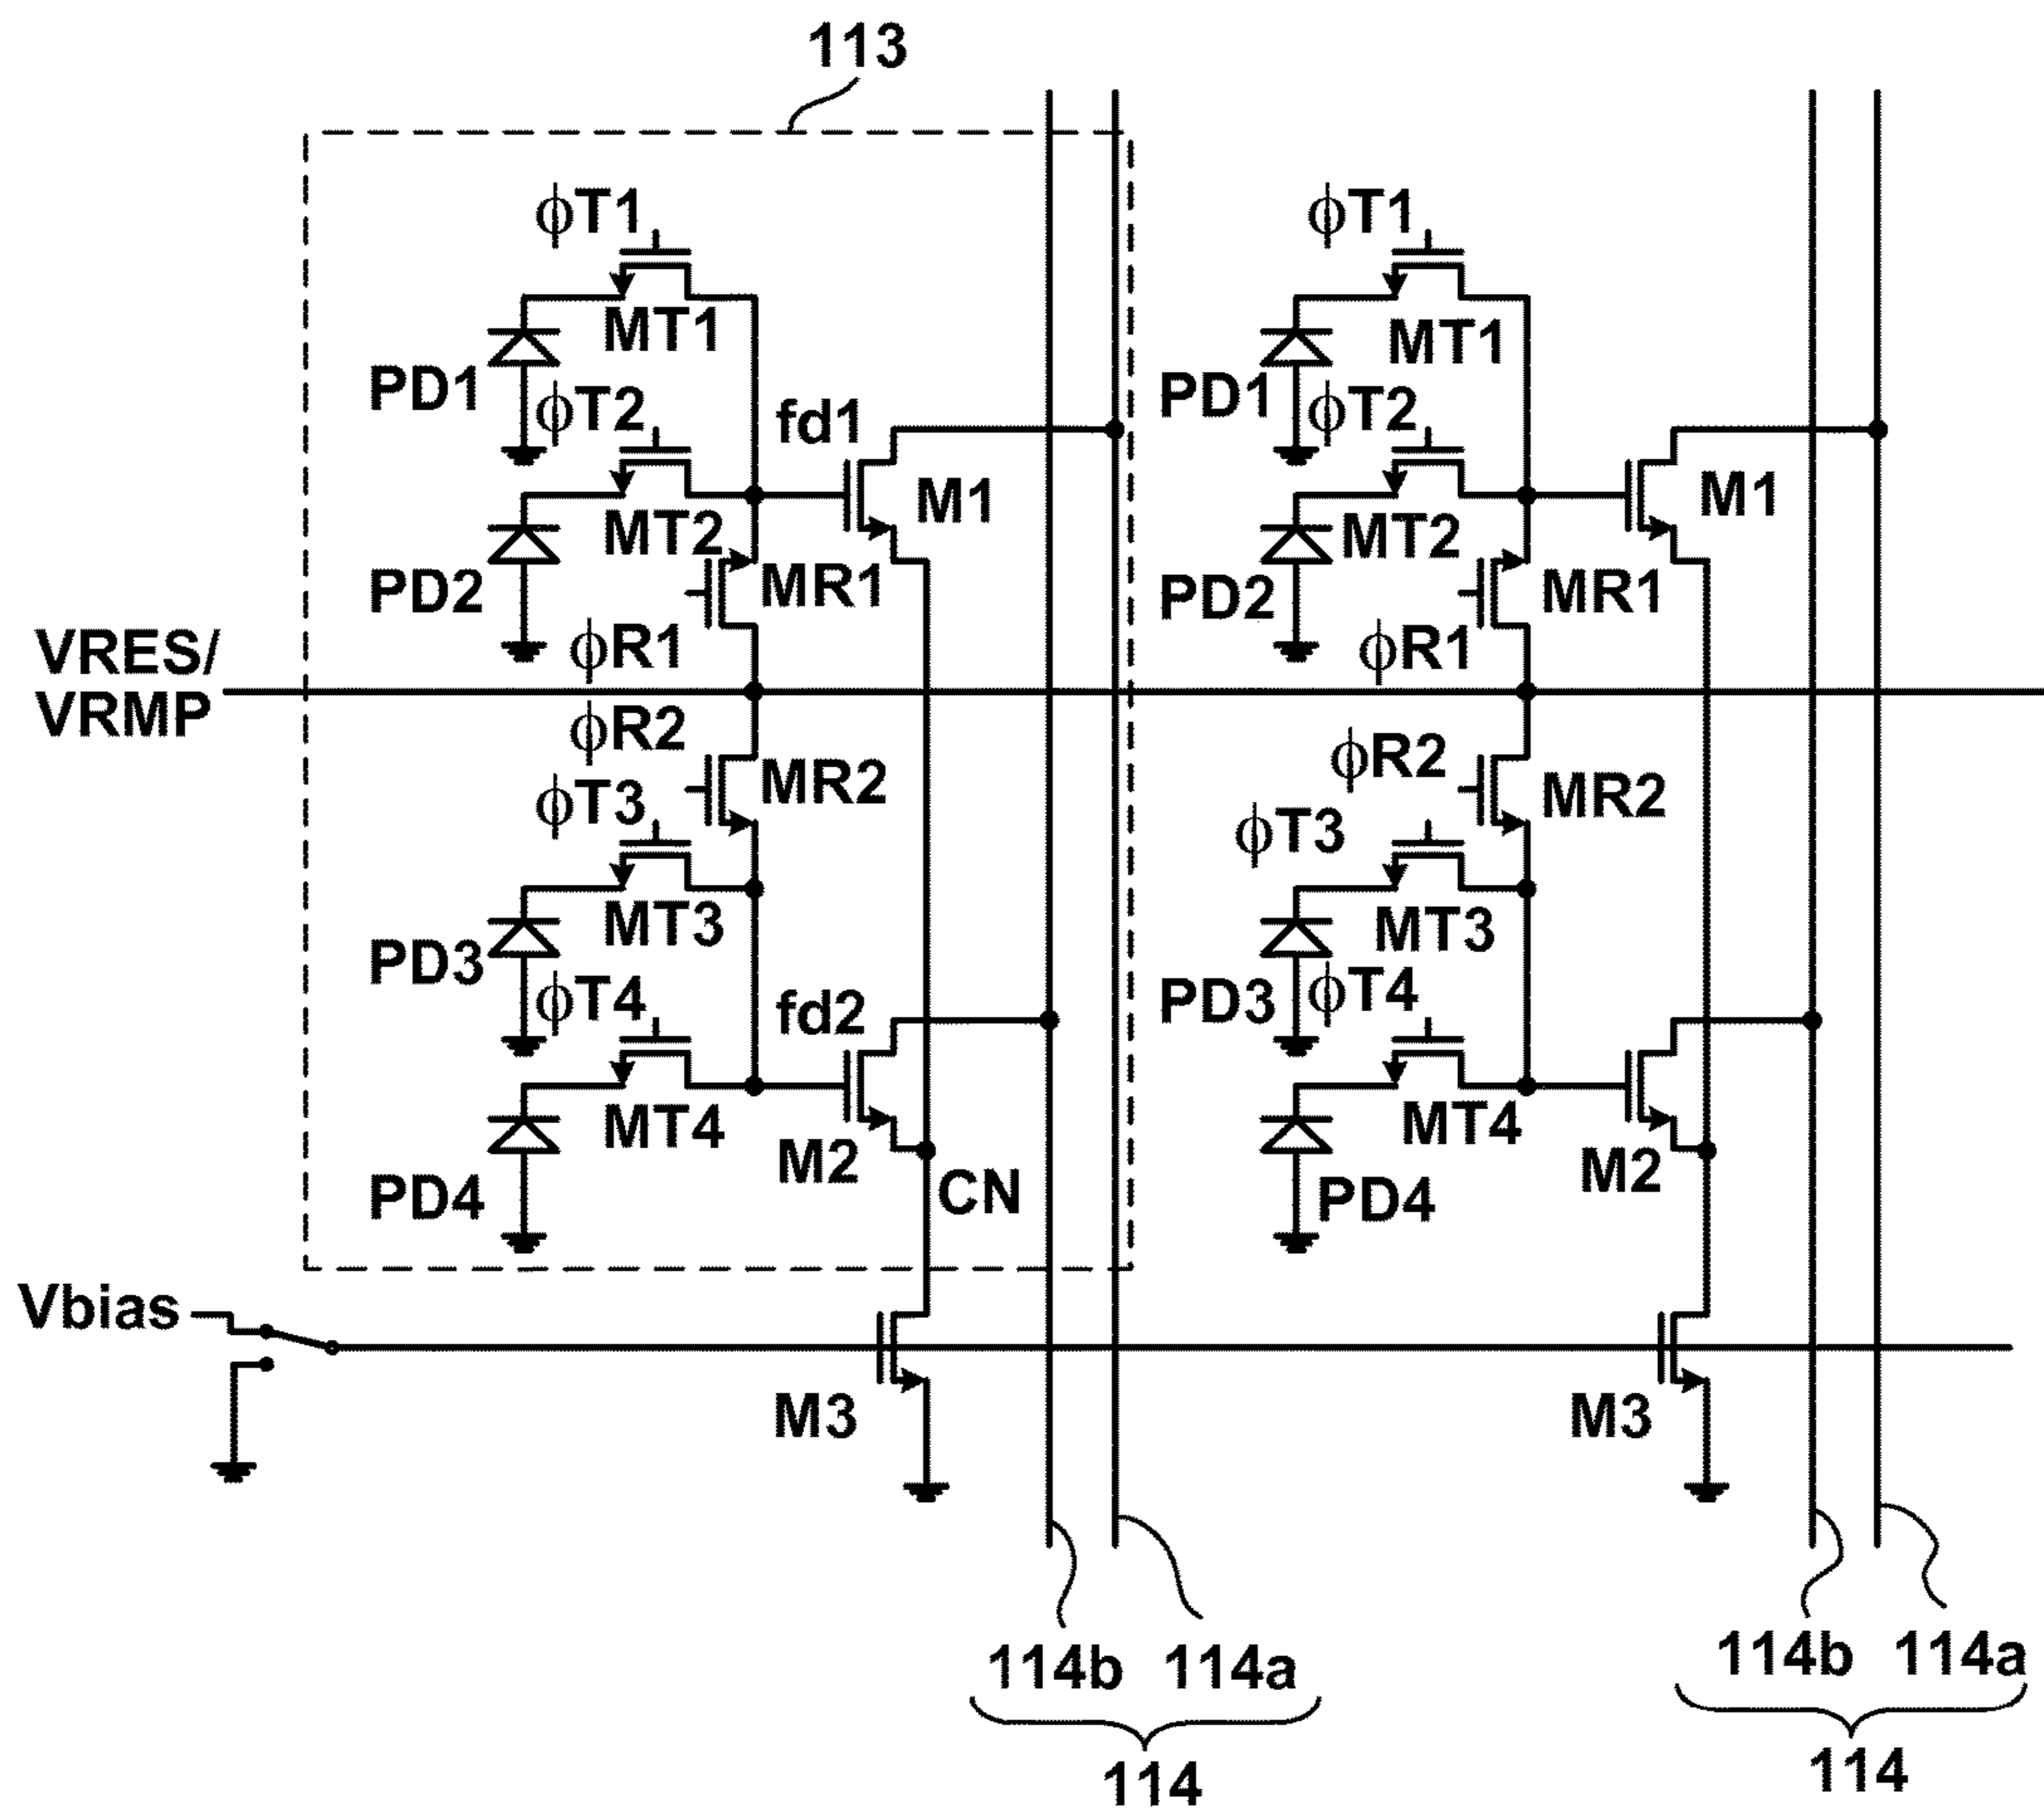 113
ϕT1
MT1
PD1
ϕT2
fd1
M1
MT2
PD2
MR1
ϕR1
VRES/
VRMP
ϕR2
MR2
ϕT3
MT3
PD3
ϕT4
fd2
MT4
M2
PD4
CN
Vbias
M3
114b
114a
114
ϕT1
MT1
PD1
ϕT2
M1
MT2
PD2
MR1
ϕR1
ϕR2
MR2
ϕT3
MT3
PD3
ϕT4
MT4
M2
PD4
M3
114b
114a
114